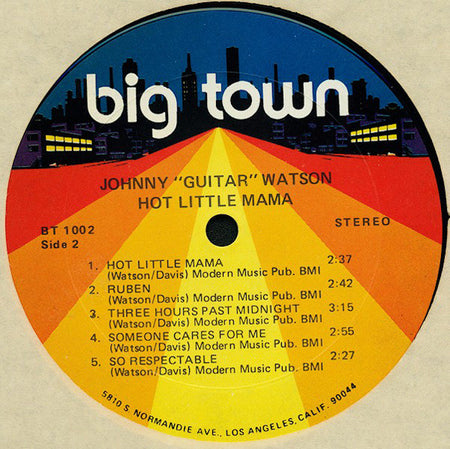 big town
JOHNNY "GUITAR" WATSON
HOT LITTLE MAMA
BT 1002
Side 2
STEREO
1. HOT LITTLE MAMA 2:37
(Watson/Davis) Modern Music Pub. BMI
2. RUBEN 2:42
(Watson/Davis) Modern Music Pub. BMI
3. THREE HOURS PAST MIDNIGHT 3:15
(Watson/Davis) Modern Music Pub. BMI
4. SOMEONE CARES FOR ME 2:55
(Watson/Davis) Modern Music Pub. BMI
5. SO RESPECTABLE 2:27
(Watson/Davis) Modern Music Pub. BMI
5810 S NORMANDIE AVE., LOS ANGELES, CALIF. 90044